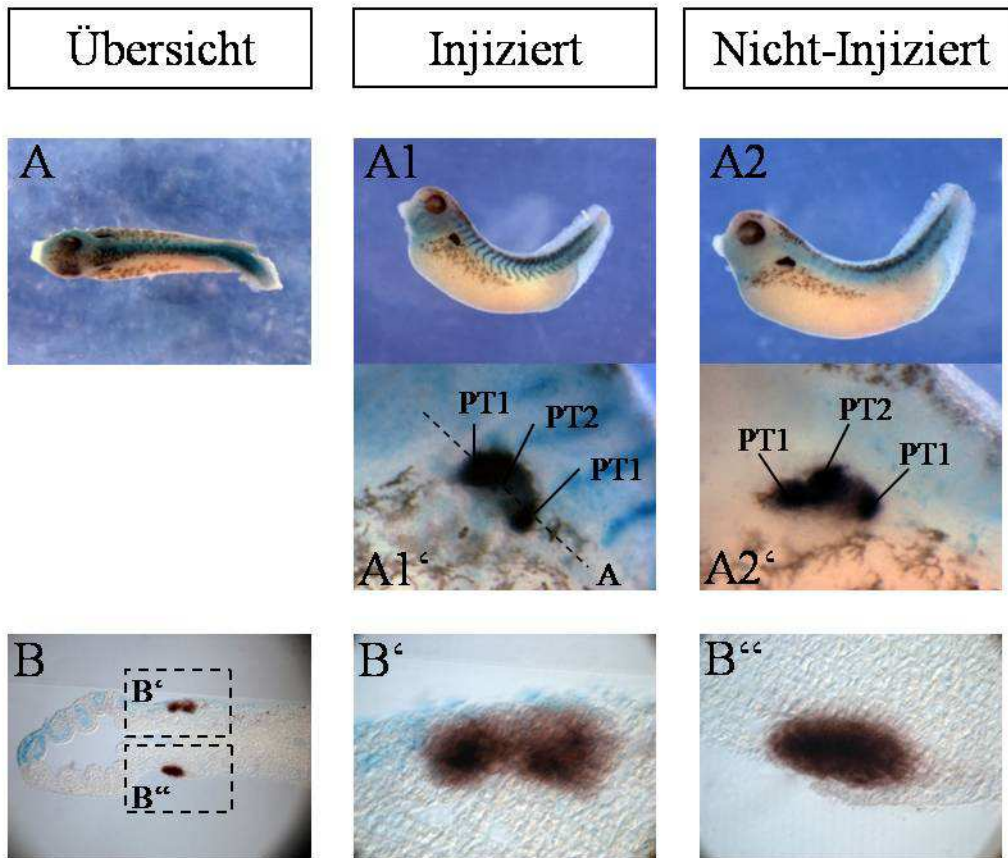 Übersicht
Injiziert
Nicht-Injiziert
A
A1
A2
PT1
PT2
PT1
A1‘
A
PT2
PT1
PT1
A2‘
B
B‘
B“
B‘
B“